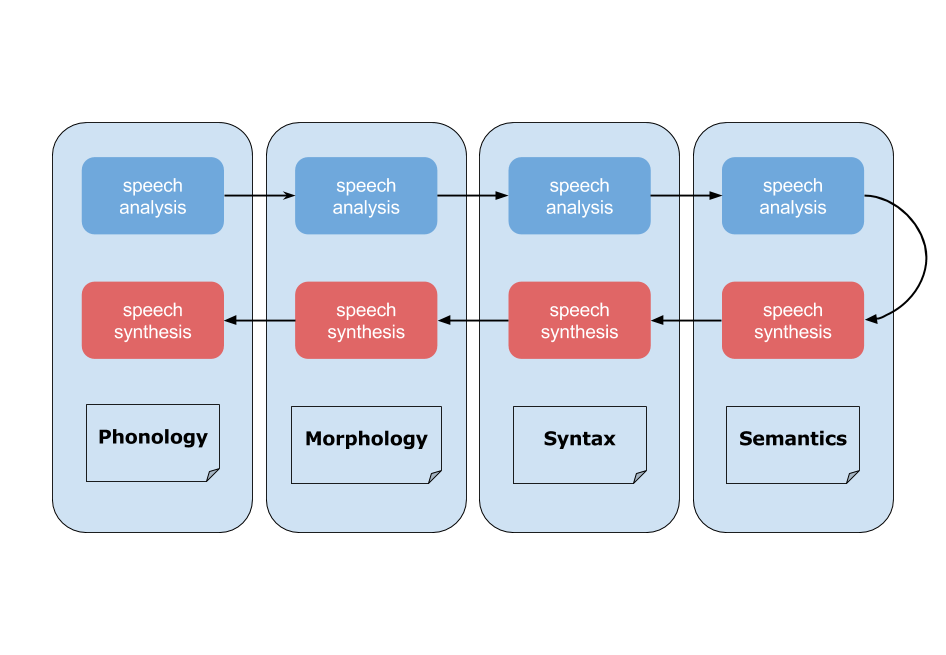 speech
analysis
speech
analysis
speech
analysis
speech
analysis
speech
synthesis
speech
synthesis
speech
synthesis
speech
synthesis
Phonology
Morphology
Syntax
Semantics